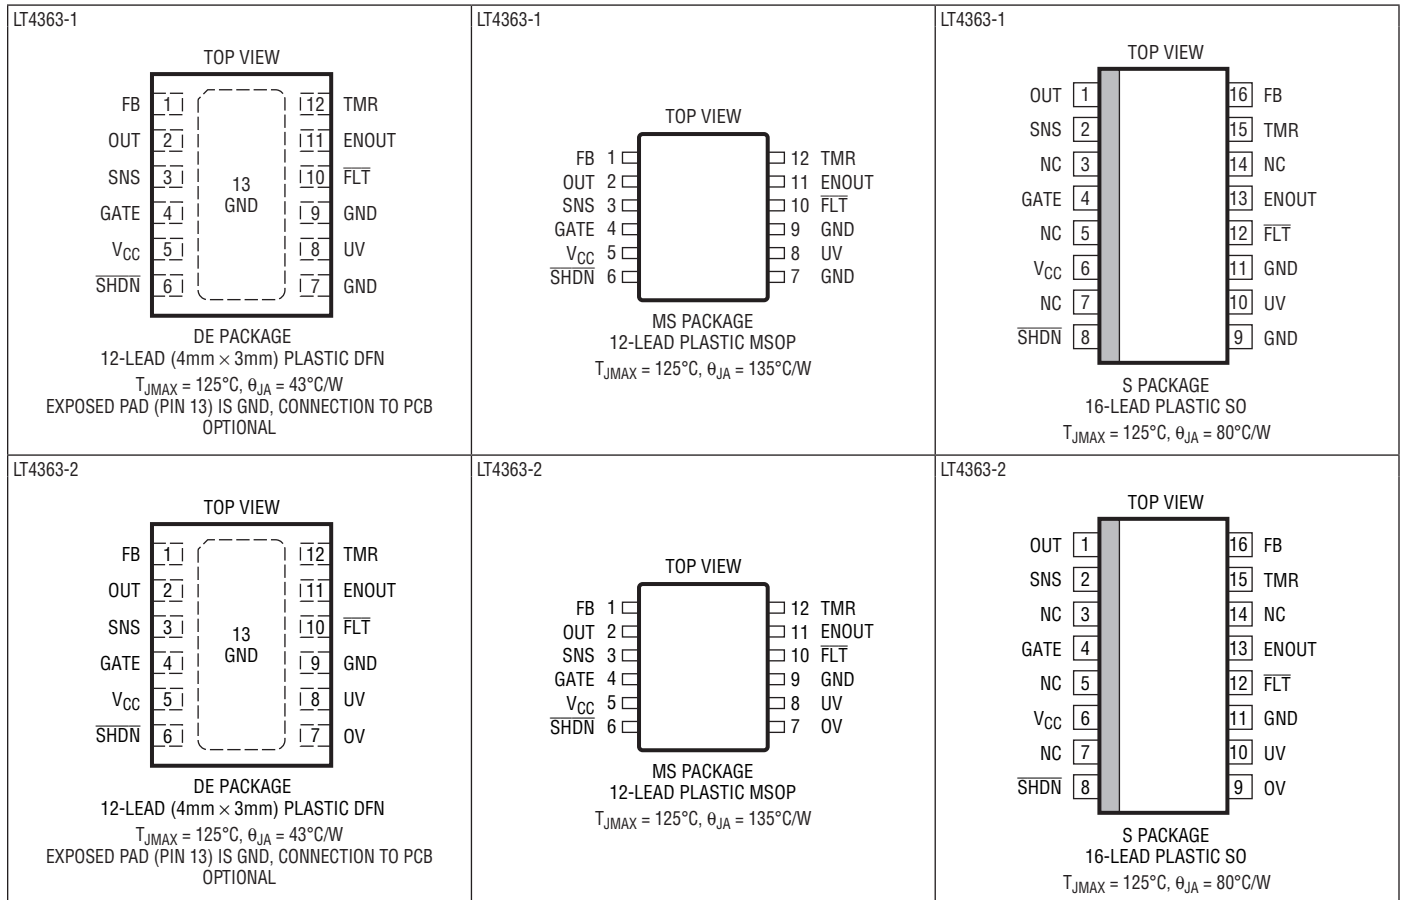 LT4363-1
TOP VIEW
FB 1 12 TMR
OUT 2 11 ENOUT
SNS 3 10 F̅L̅T̅
13
GND
GATE 4 9 GND
VCC 5 8 UV
S̅H̅D̅N̅ 6 7 GND
DE PACKAGE
12-LEAD (4mm × 3mm) PLASTIC DFN
TJMAX = 125°C, θJA = 43°C/W
EXPOSED PAD (PIN 13) IS GND, CONNECTION TO PCB
OPTIONAL
LT4363-1
TOP VIEW
FB 1 12 TMR
OUT 2 11 ENOUT
SNS 3 10 F̅L̅T̅
GATE 4 9 GND
VCC 5 8 UV
S̅H̅D̅N̅ 6 7 GND
MS PACKAGE
12-LEAD PLASTIC MSOP
TJMAX = 125°C, θJA = 135°C/W
LT4363-1
TOP VIEW
OUT 1 16 FB
SNS 2 15 TMR
NC 3 14 NC
GATE 4 13 ENOUT
NC 5 12 F̅L̅T̅
VCC 6 11 GND
NC 7 10 UV
S̅H̅D̅N̅ 8 9 GND
S PACKAGE
16-LEAD PLASTIC SO
TJMAX = 125°C, θJA = 80°C/W
LT4363-2
TOP VIEW
FB 1 12 TMR
OUT 2 11 ENOUT
SNS 3 10 F̅L̅T̅
13
GND
GATE 4 9 GND
VCC 5 8 UV
S̅H̅D̅N̅ 6 7 OV
DE PACKAGE
12-LEAD (4mm × 3mm) PLASTIC DFN
TJMAX = 125°C, θJA = 43°C/W
EXPOSED PAD (PIN 13) IS GND, CONNECTION TO PCB
OPTIONAL
LT4363-2
TOP VIEW
FB 1 12 TMR
OUT 2 11 ENOUT
SNS 3 10 F̅L̅T̅
GATE 4 9 GND
VCC 5 8 UV
S̅H̅D̅N̅ 6 7 OV
MS PACKAGE
12-LEAD PLASTIC MSOP
TJMAX = 125°C, θJA = 135°C/W
LT4363-2
TOP VIEW
OUT 1 16 FB
SNS 2 15 TMR
NC 3 14 NC
GATE 4 13 ENOUT
NC 5 12 F̅L̅T̅
VCC 6 11 GND
NC 7 10 UV
S̅H̅D̅N̅ 8 9 OV
S PACKAGE
16-LEAD PLASTIC SO
TJMAX = 125°C, θJA = 80°C/W